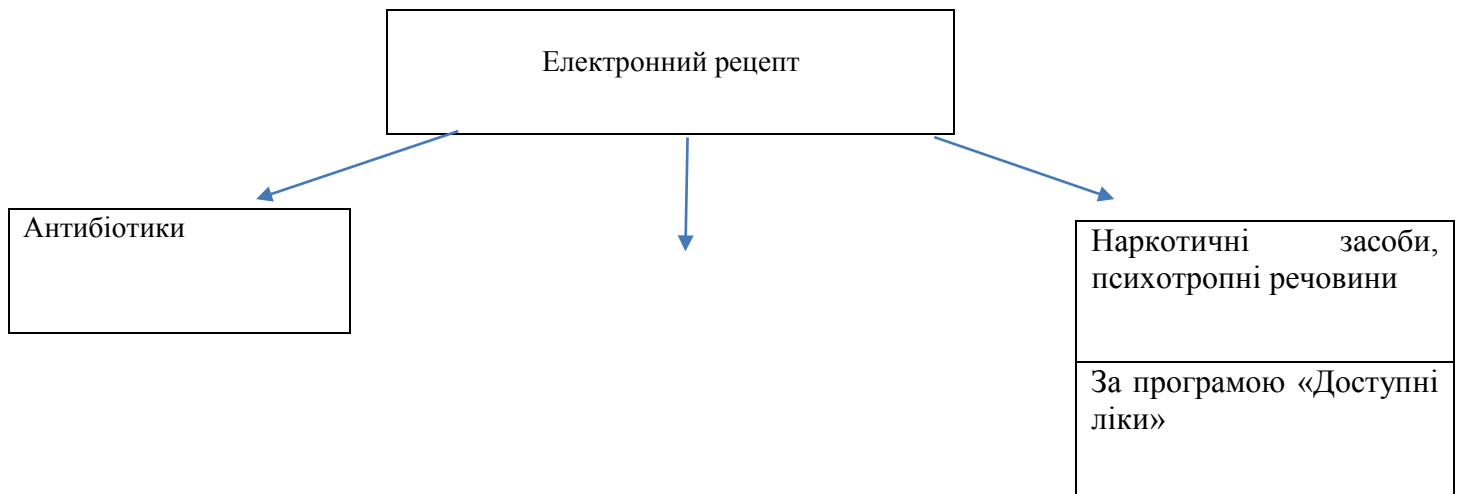 Електронний рецепт
Антибіотики
Наркотичні засоби,
психотропні речовини
За програмою «Доступні
ліки»